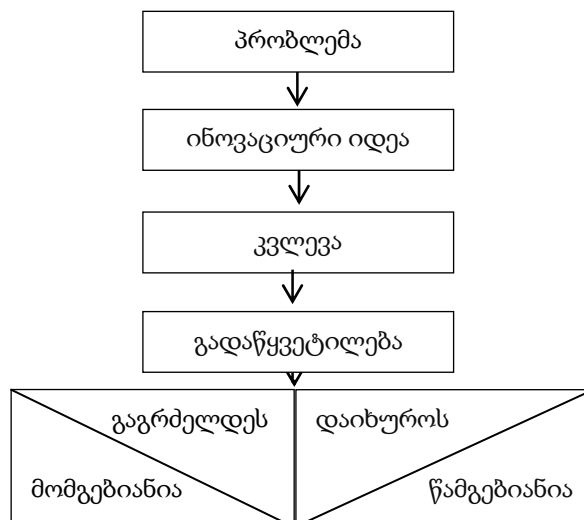 პრობლემა
ინოვაციური იდეა
კვლევა
გადაწყვეტილება
გაგრძელდეს
დაიხუროს
მომგებიანია
წამგებიანია